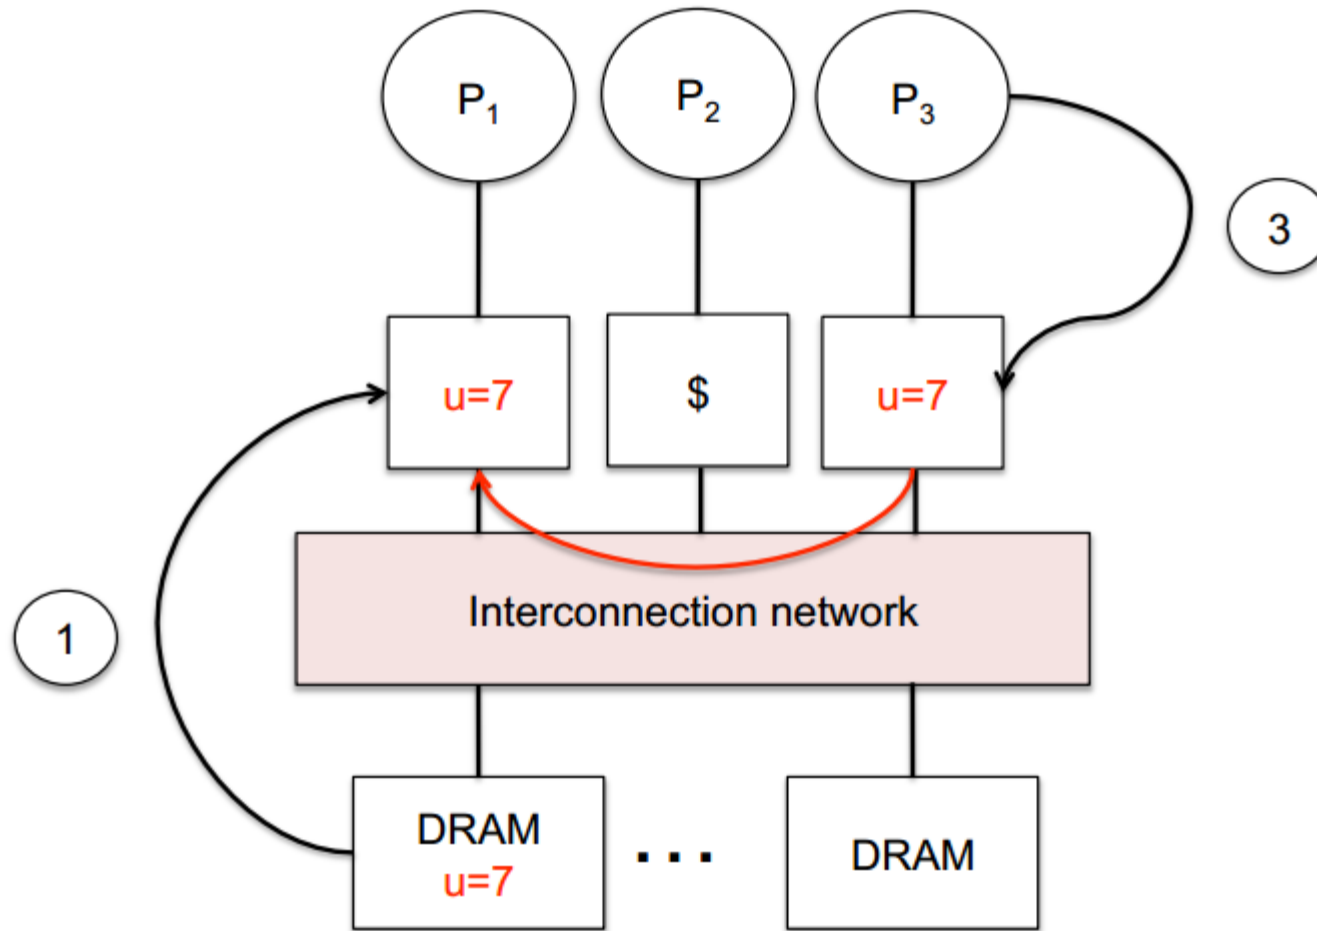 P₁
P₂
P₃
3
u=7
$
u=7
Interconnection network
1
DRAM
u=7
...
DRAM